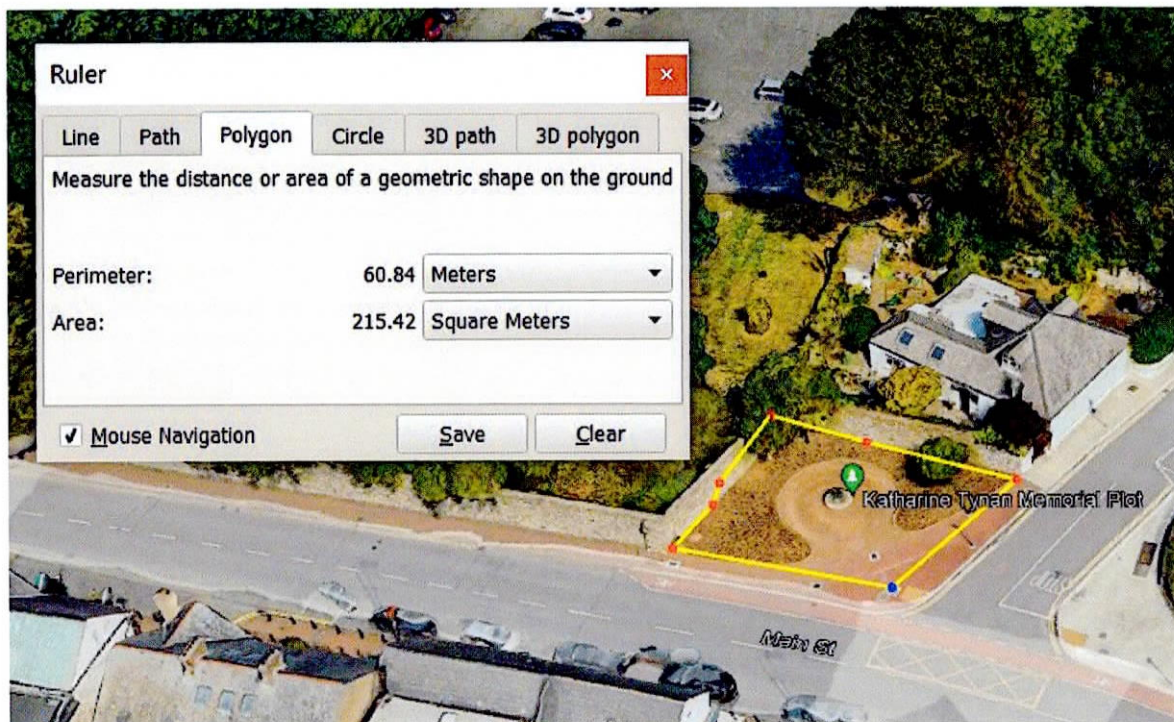 Ruler
Line Path Polygon Circle 3D path 3D polygon
Measure the distance or area of a geometric shape on the ground
Perimeter: 60.84 Meters
Area: 215.42 Square Meters
Mouse Navigation Save Clear
Katharine Tynan Memorial Plot
Main St